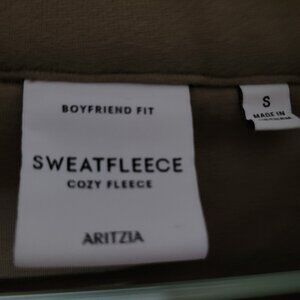 BOYFRIEND FIT
SWEATFLEECE
COZY FLEECE
ARITZIA
S
MADE IN